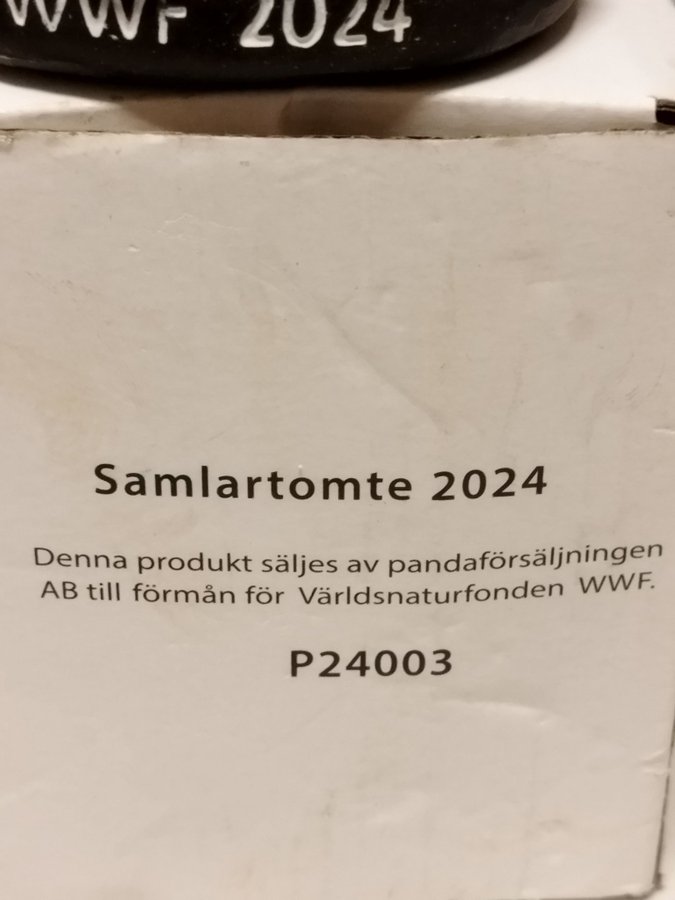 WWF 2024
Samlartomte 2024
Denna produkt säljes av pandaförsäljningen
AB till förmån för Världsnaturfonden WWF.
P24003